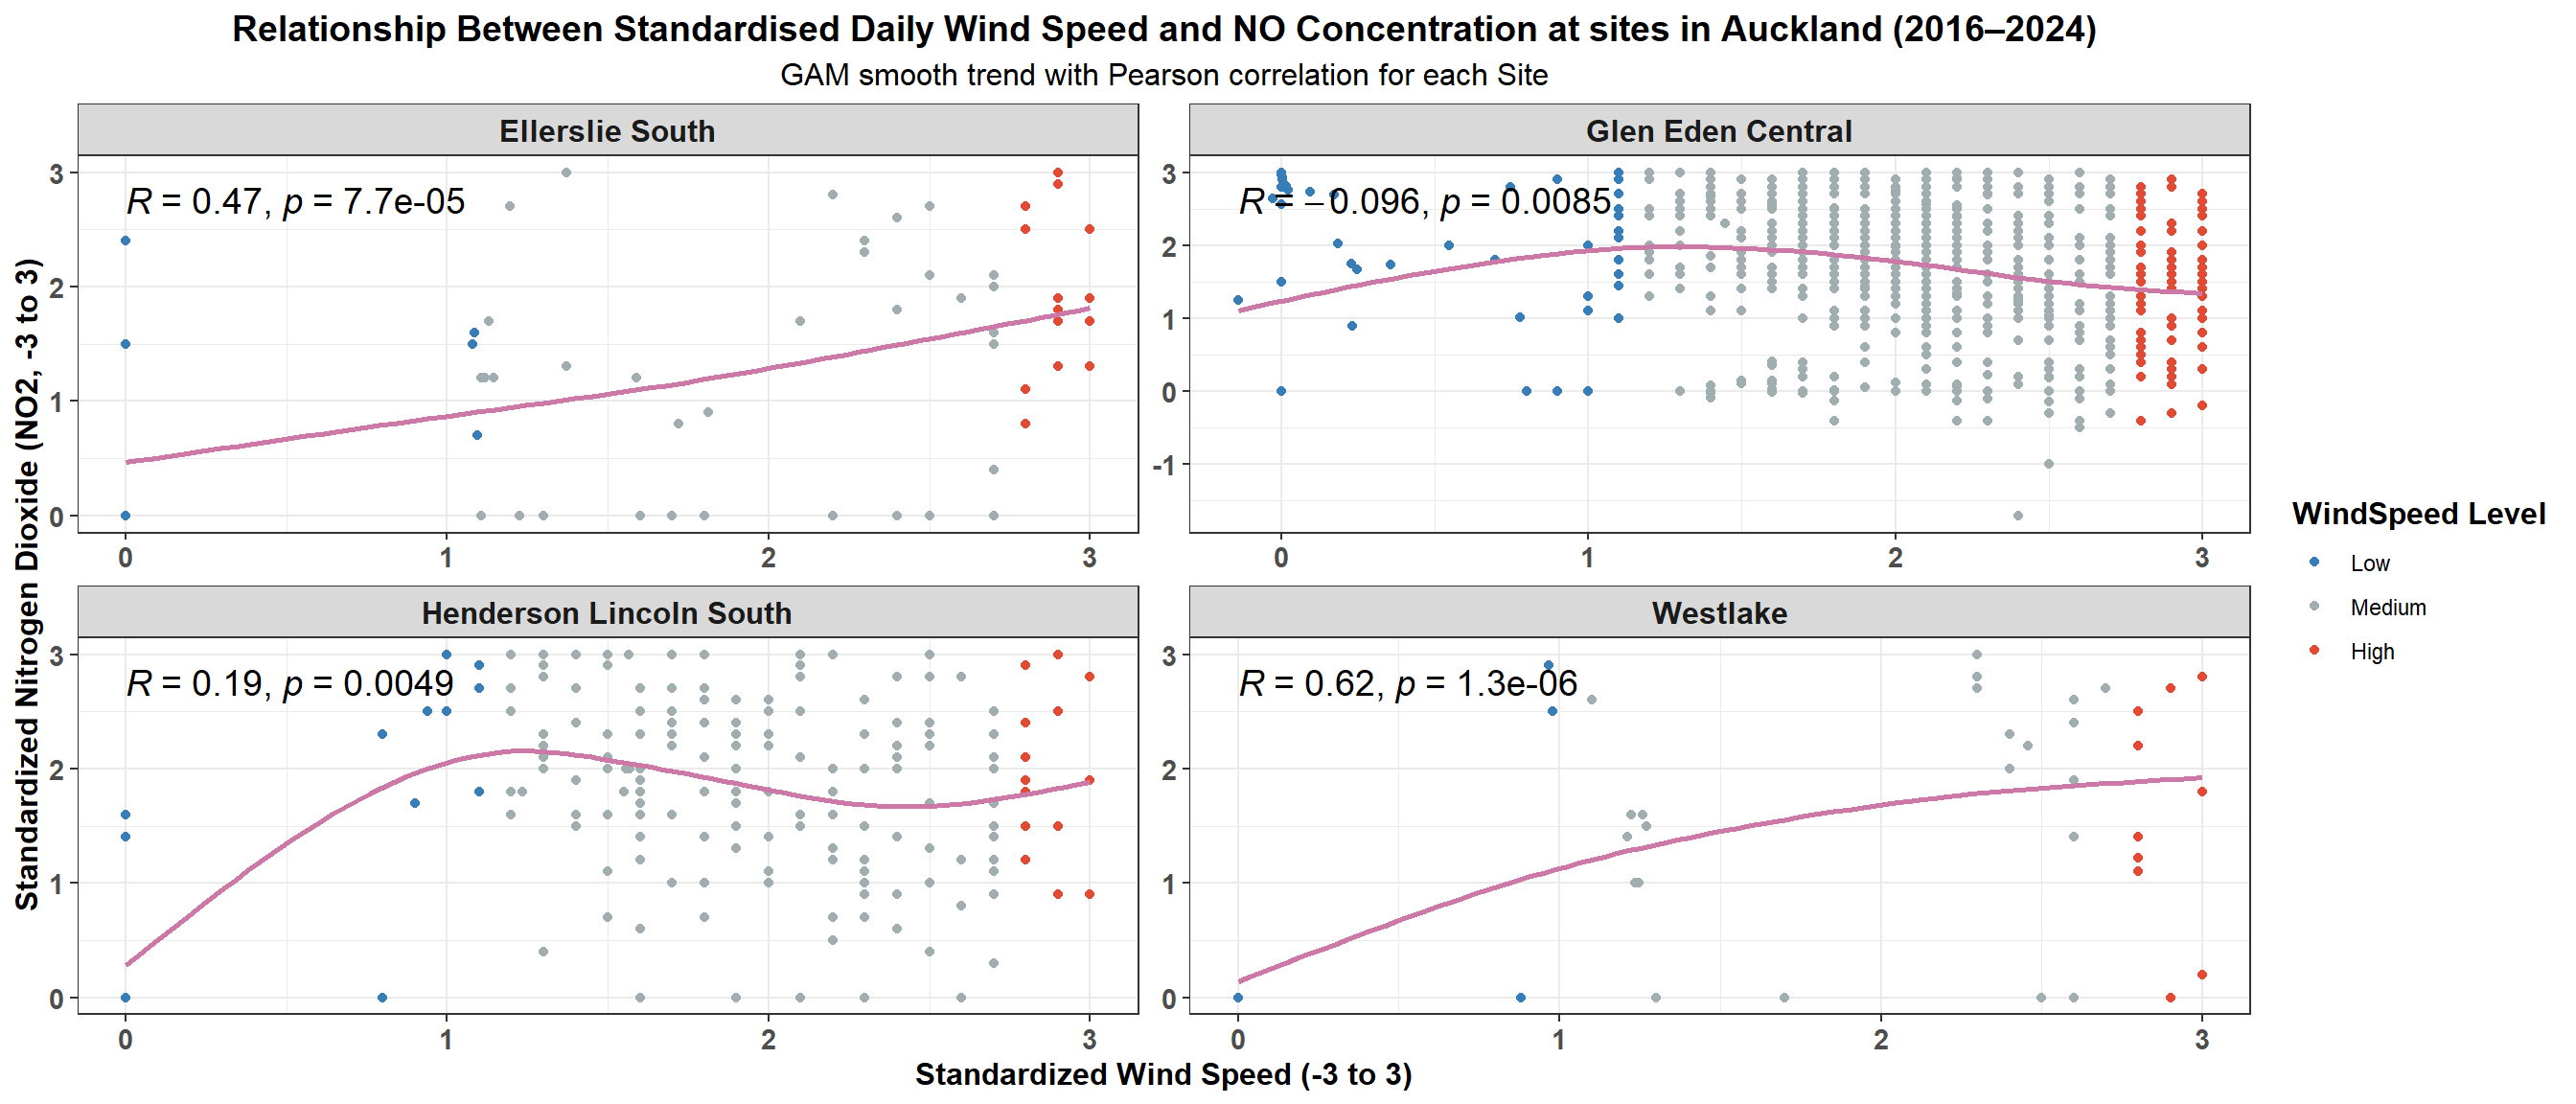 Relationship Between Standardised Daily Wind Speed and NO Concentration at sites in Auckland (2016–2024)
GAM smooth trend with Pearson correlation for each Site
Standardized Nitrogen Dioxide (NO2, -3 to 3)
Ellerslie South
R = 0.47, p = 7.7e-05
3
2
1
0
0 1 2 3
Glen Eden Central
R = −0.096, p = 0.0085
3
2
1
0
-1
0 1 2 3
Henderson Lincoln South
R = 0.19, p = 0.0049
3
2
1
0
0 1 2 3
Westlake
R = 0.62, p = 1.3e-06
3
2
1
0
0 1 2 3
Standardized Wind Speed (-3 to 3)
WindSpeed Level
Low
Medium
High